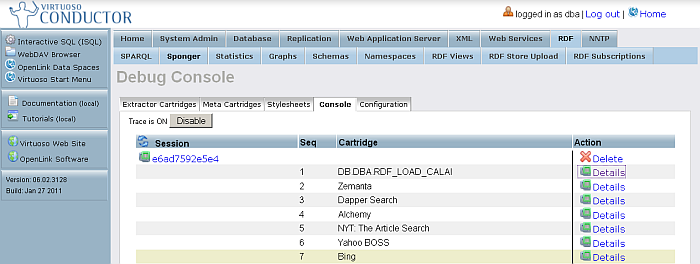 VIRTUOSO
CONDUCTOR
logged in as dba | Log out | Home
Interactive SQL (ISQL)
WebDAV Browser
OpenLink Data Spaces
Virtuoso Start Menu
Documentation (local)
Tutorials (local)
Virtuoso Web Site
OpenLink Software
Version: 06.02.3128
Build: Jan 27 2011
Home System Admin Database Replication Web Application Server XML Web Services RDF NNTP
SPARQL Sponger Statistics Graphs Schemas Namespaces RDF Views RDF Store Upload RDF Subscriptions
Debug Console
Extractor Cartridges Meta Cartridges Stylesheets Console Configuration
Trace is ON Disable
Session Seq Cartridge Action
e6ad7592e5e4 Delete
1 DB.DBA.RDF_LOAD_CALAI Details
2 Zemanta Details
3 Dapper Search Details
4 Alchemy Details
5 NYT: The Article Search Details
6 Yahoo BOSS Details
7 Bing Details